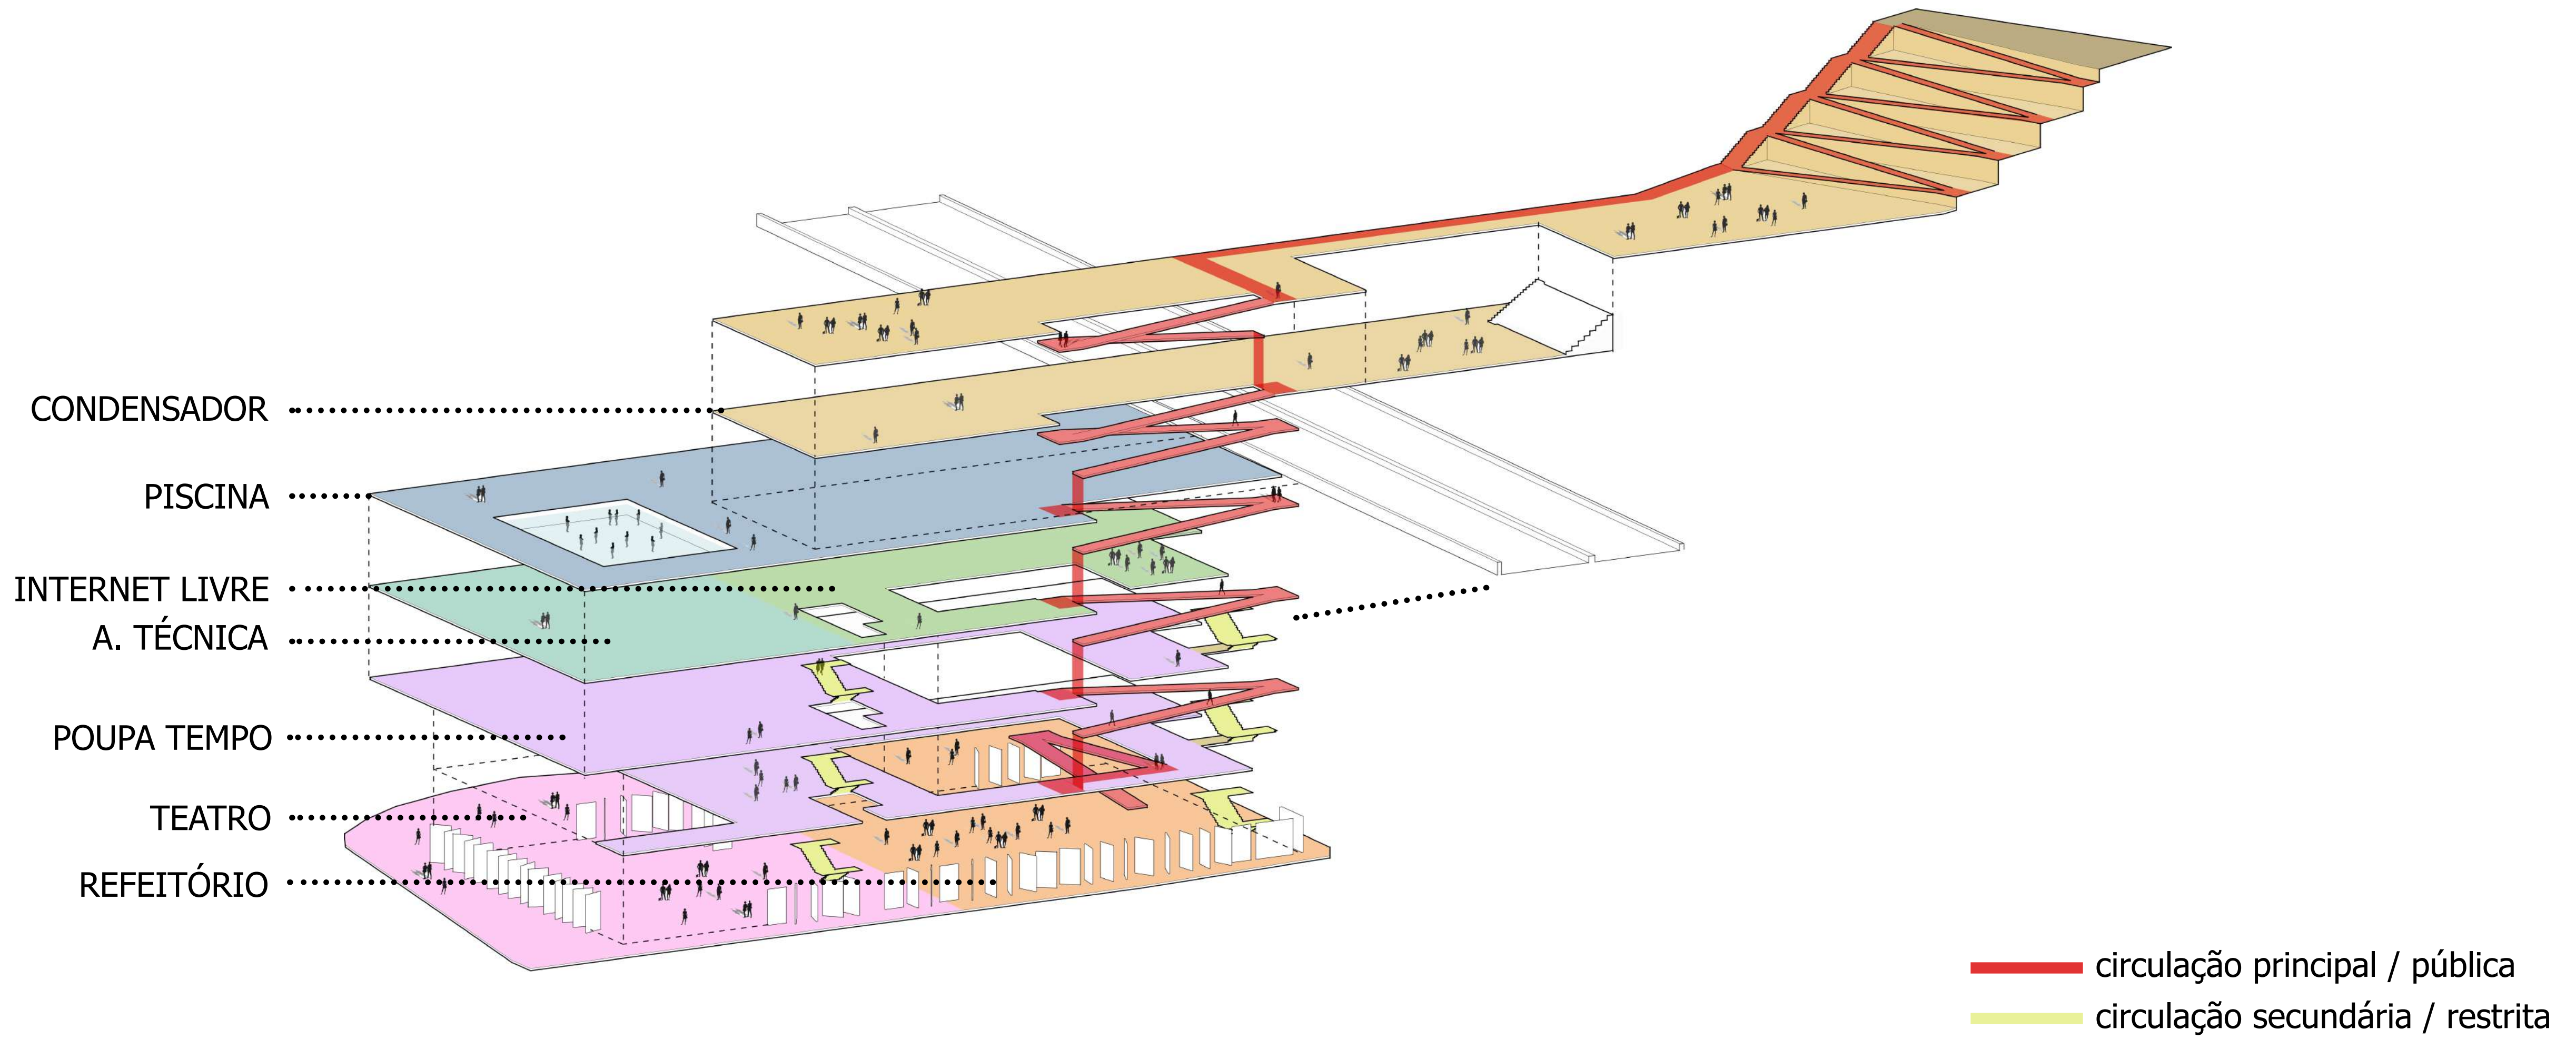 CONDENSADOR
PISCINA
INTERNET LIVRE
A. TÉCNICA
POUPA TEMPO
TEATRO
REFEITÓRIO
circulação principal / pública
circulação secundária / restrita